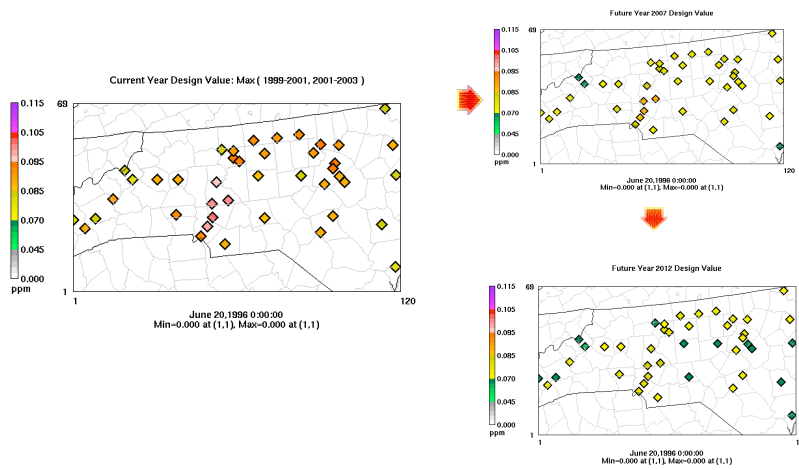 Current Year Design Value: Max ( 1999-2001, 2001-2003 )
0.115
0.105
0.095
0.085
0.070
0.045
0.000
ppm
69
1
1
120
June 20,1996 0:00:00
Min=0.000 at (1,1), Max=0.000 at (1,1)
Future Year 2007 Design Value
0.115
0.105
0.095
0.085
0.070
0.045
0.000
ppm
69
1
1
120
June 20,1996 0:00:00
Min=0.000 at (1,1), Max=0.000 at (1,1)
Future Year 2012 Design Value
0.115
0.105
0.095
0.085
0.070
0.045
0.000
ppm
69
1
1
1
June 20,1996 0:00:00
Min=0.000 at (1,1), Max=0.000 at (1,1)